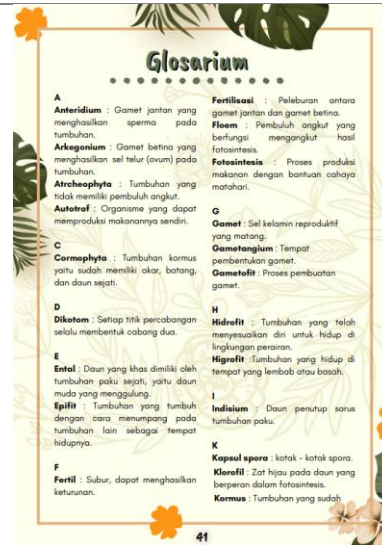 Glosarium
A
Anteridium : Gamet jantan yang
menghasilkan sperma pada
tumbuhan.
Arkegonium : Gamet betina yang
menghasilkan sel telur (ovum) pada
tumbuhan.
Atrcheophyta : Tumbuhan yang
tidak memiliki pembuluh angkut.
Autotrof : Organisme yang dapat
memproduksi makanannya sendiri.
C
Cormophyta : Tumbuhan kormus
yaitu sudah memiliki akar, batang,
dan daun sejati.
D
Dikotom : Setiap titik percabangan
selalu membentuk cabang dua.
E
Ental : Daun yang khas dimiliki oleh
tumbuhan paku sejati, yaitu daun
muda yang menggulung.
Epifit : Tumbuhan yang tumbuh
dengan cara menumpang pada
tumbuhan lain sebagai tempat
hidupnya.
F
Fertil : Subur, dapat menghasilkan
keturunan.
Fertilisasi : Peleburan antara
gamet jantan dan gamet betina.
Floem : Pembuluh angkut yang
berfungsi mengangkut hasil
fotosintesis.
Fotosintesis : Proses produksi
makanan dengan bantuan cahaya
matahari.
G
Gamet : Sel kelamin reproduktif
yang matang.
Gametangium : Tempat
pembentukan gamet.
Gametofit : Proses pembuatan
gamet.
H
Hidrofit : Tumbuhan yang telah
menyesuaikan diri untuk hidup di
lingkungan perairan.
Higrofit :Tumbuhan yang hidup di
tempat yang lembab atau basah.
I
Indisium : Daun penutup sorus
tumbuhan paku.
K
Kapsul spora : kotak - kotak spora.
Klorofil : Zat hijau pada daun yang
berperan dalam fotosintesis.
Kormus : Tumbuhan yang sudah
41